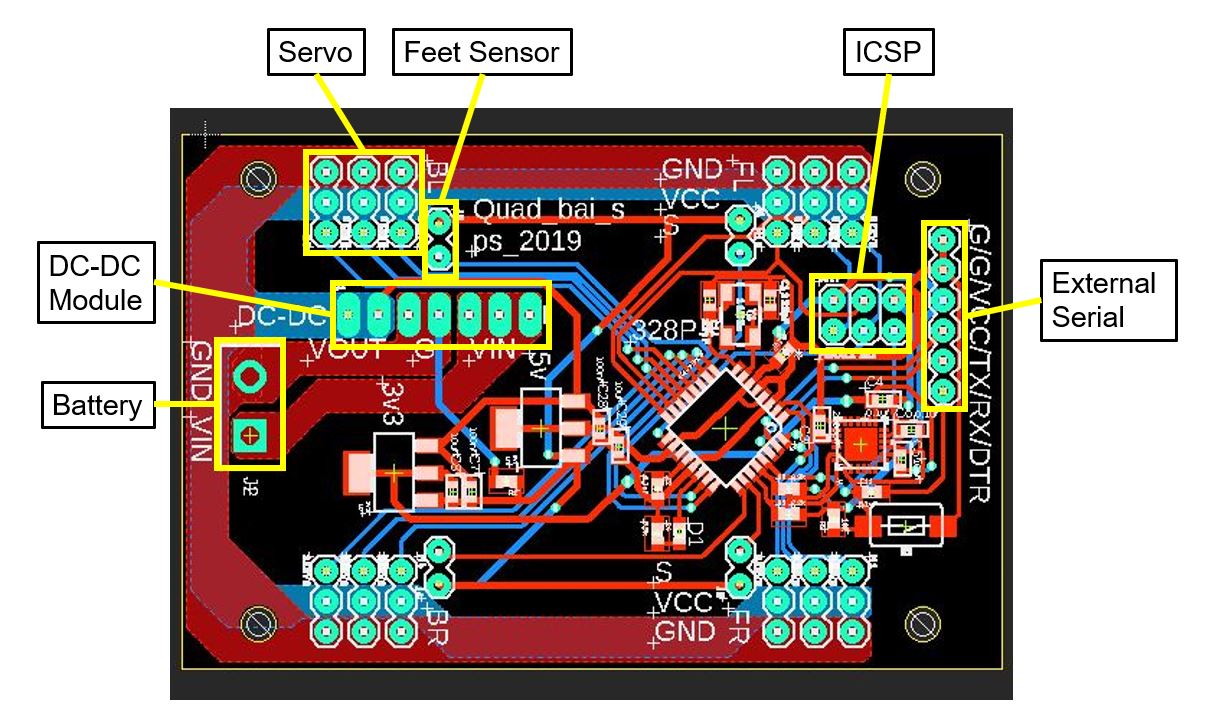 Servo
Feet Sensor
ICSP
BL
GND
FL
VCC
S
Quad_bai_s
ps_2019
G/G/VCC/TX/RX/DTR
DC-DC
Module
External
Serial
DC-DC
328P
VOUT
G
VIN
5v
GND
VIN
Battery
3v3
C4
J2
D1
S
VCC
GND
BR
FR